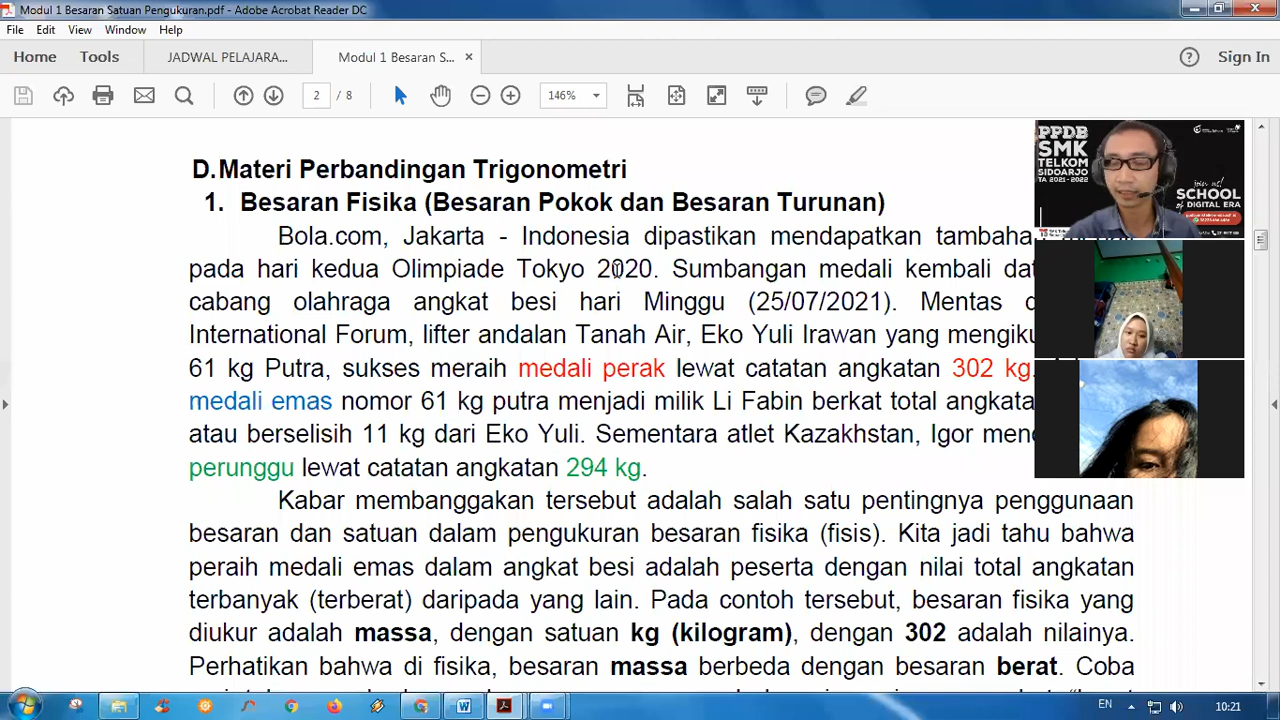 Modul 1 Besaran Satuan Pengukuran.pdf - Adobe Acrobat Reader DC
File Edit View Window Help
Home Tools JADWAL PELAJARA... Modul 1 Besaran S... ×
Sign In
2 / 8
146%
D.Materi Perbandingan Trigonometri
1. Besaran Fisika (Besaran Pokok dan Besaran Turunan)
Bola.com, Jakarta - Indonesia dipastikan mendapatkan tambaha
pada hari kedua Olimpiade Tokyo 2020. Sumbangan medali kembali dat
cabang olahraga angkat besi hari Minggu (25/07/2021). Mentas
International Forum, lifter andalan Tanah Air, Eko Yuli Irawan yang mengiku
61 kg Putra, sukses meraih medali perak lewat catatan angkatan 302 kg.
medali emas nomor 61 kg putra menjadi milik Li Fabin berkat total angkata
atau berselisih 11 kg dari Eko Yuli. Sementara atlet Kazakhstan, Igor mend
perunggu lewat catatan angkatan 294 kg.
Kabar membanggakan tersebut adalah salah satu pentingnya penggunaan
besaran dan satuan dalam pengukuran besaran fisika (fisis). Kita jadi tahu bahwa
peraih medali emas dalam angkat besi adalah peserta dengan nilai total angkatan
terbanyak (terberat) daripada yang lain. Pada contoh tersebut, besaran fisika yang
diukur adalah massa, dengan satuan kg (kilogram), dengan 302 adalah nilainya.
Perhatikan bahwa di fisika, besaran massa berbeda dengan besaran berat. Coba
PPDB
SMK
TELKOM
SIDOARJO
TA 2021 - 2022
join us!
SCHOOL
OF DIGITAL ERA
EN
10:21